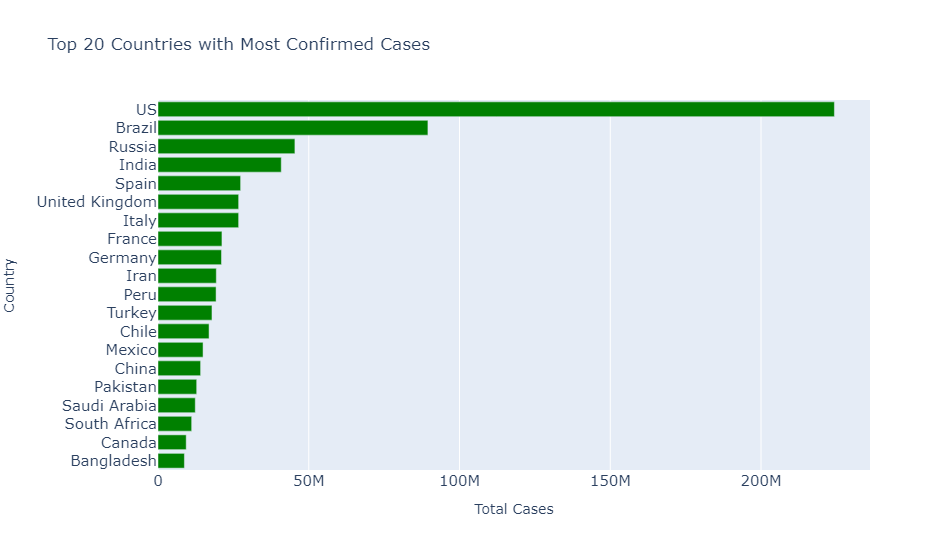 Top 20 Countries with Most Confirmed Cases
US
Brazil
Russia
India
Spain
United Kingdom
Italy
France
Germany
Iran
Peru
Turkey
Chile
Mexico
China
Pakistan
Saudi Arabia
South Africa
Canada
Bangladesh
Country
0 50M 100M 150M 200M
Total Cases